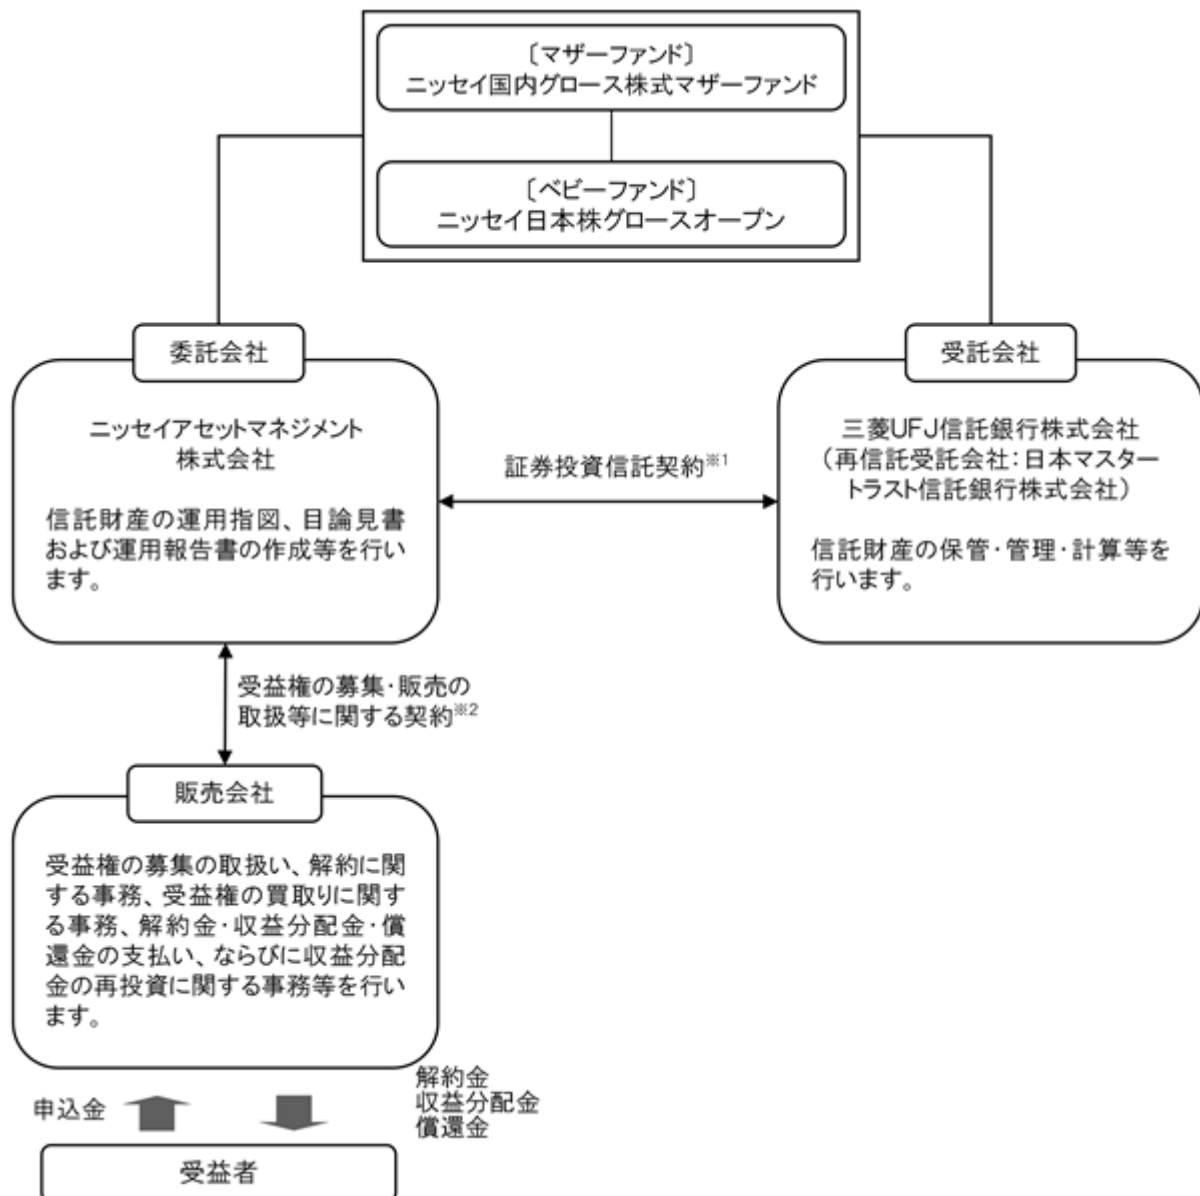 〔マザーファンド〕
ニッセイ国内グロース株式マザーファンド
〔ベビーファンド〕
ニッセイ日本株グロースオープン
委託会社
ニッセイアセットマネジメント
株式会社
信託財産の運用指図、目論見書
および運用報告書の作成等を行い
ます。
証券投資信託契約※1
受託会社
三菱UFJ信託銀行株式会社
（再信託受託会社：日本マスター
トラスト信託銀行株式会社）
信託財産の保管・管理・計算等を
行います。
受益権の募集・販売の
取扱等に関する契約※2
販売会社
受益権の募集の取扱い、解約に関
する事務、受益権の買取りに関す
る事務、解約金・収益分配金・償
還金の支払い、ならびに収益分配
金の再投資に関する事務等を行い
ます。
申込金
解約金
収益分配金
償還金
受益者